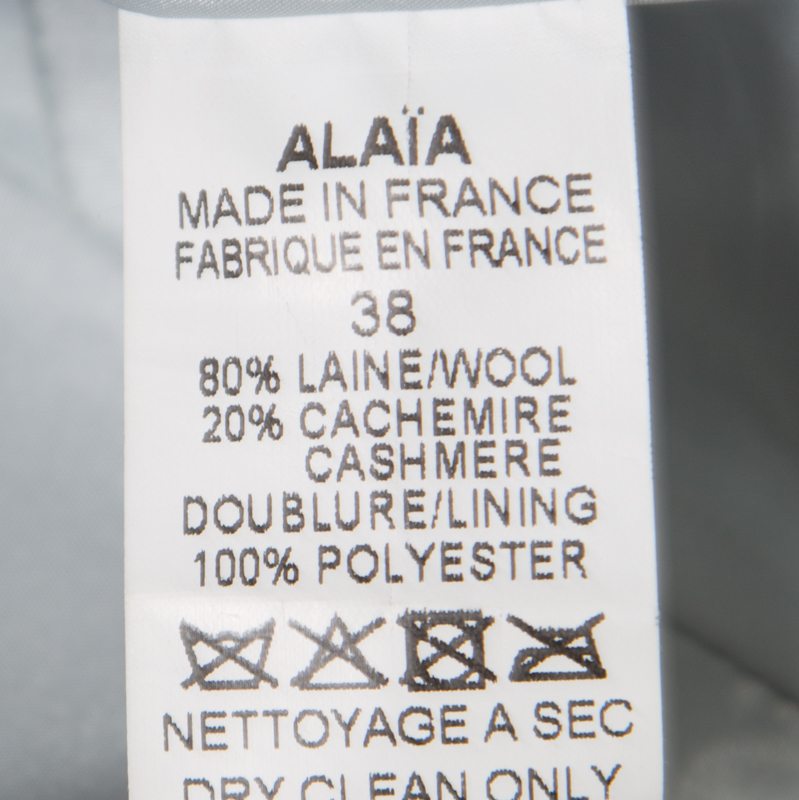 ALAÏA
MADE IN FRANCE
FABRIQUE EN FRANCE
38
80% LAINE/WOOL
20% CACHEMIRE
CASHMERE
DOUBLURE/LINING
100% POLYESTER
NETTOYAGE A SEC
DRY CLEAN ONLY